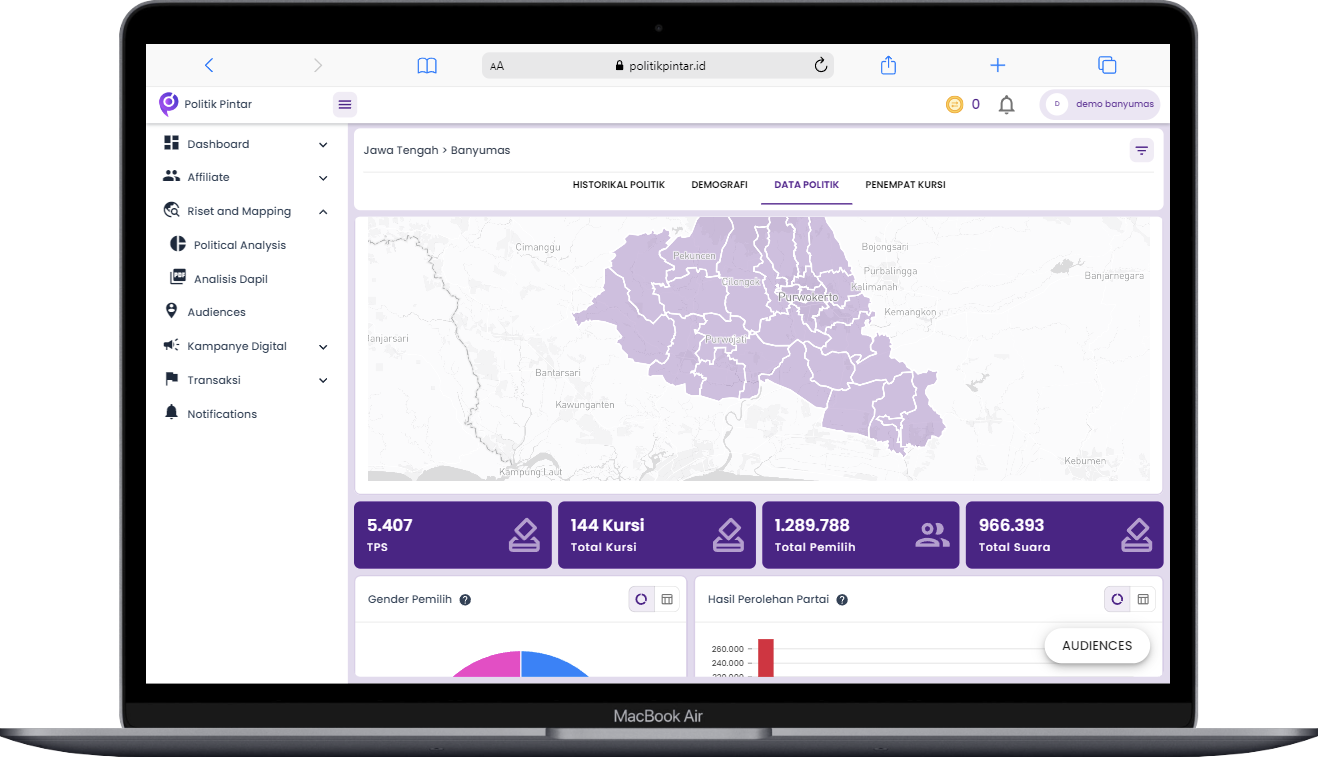 AA
politikpintar.id
Politik Pintar
0
D
demo banyumas
Dashboard
Affiliate
Riset and Mapping
Political Analysis
PDF
Analisis Dapil
Audiences
Kampanye Digital
Transaksi
Notifications
Jawa Tengah > Banyumas
HISTORIKAL POLITIK
DEMOGRAFI
DATA POLITIK
PENEMPAT KURSI
Cimanggu
Pekuncen
Bojongsari
Cilongok
Purbalingga
Banjarnegara
Kalimanah
Purwokerto
Kemangkon
Banjarsari
Purwojati
Bantarsari
Kawunganten
Kampung Laut
Kebumen
5.407
TPS
144 Kursi
Total Kursi
1.289.788
Total Pemilih
966.393
Total Suara
Gender Pemilih
Hasil Perolehan Partai
260.000
240.000
220.000
AUDIENCES
MacBook Air